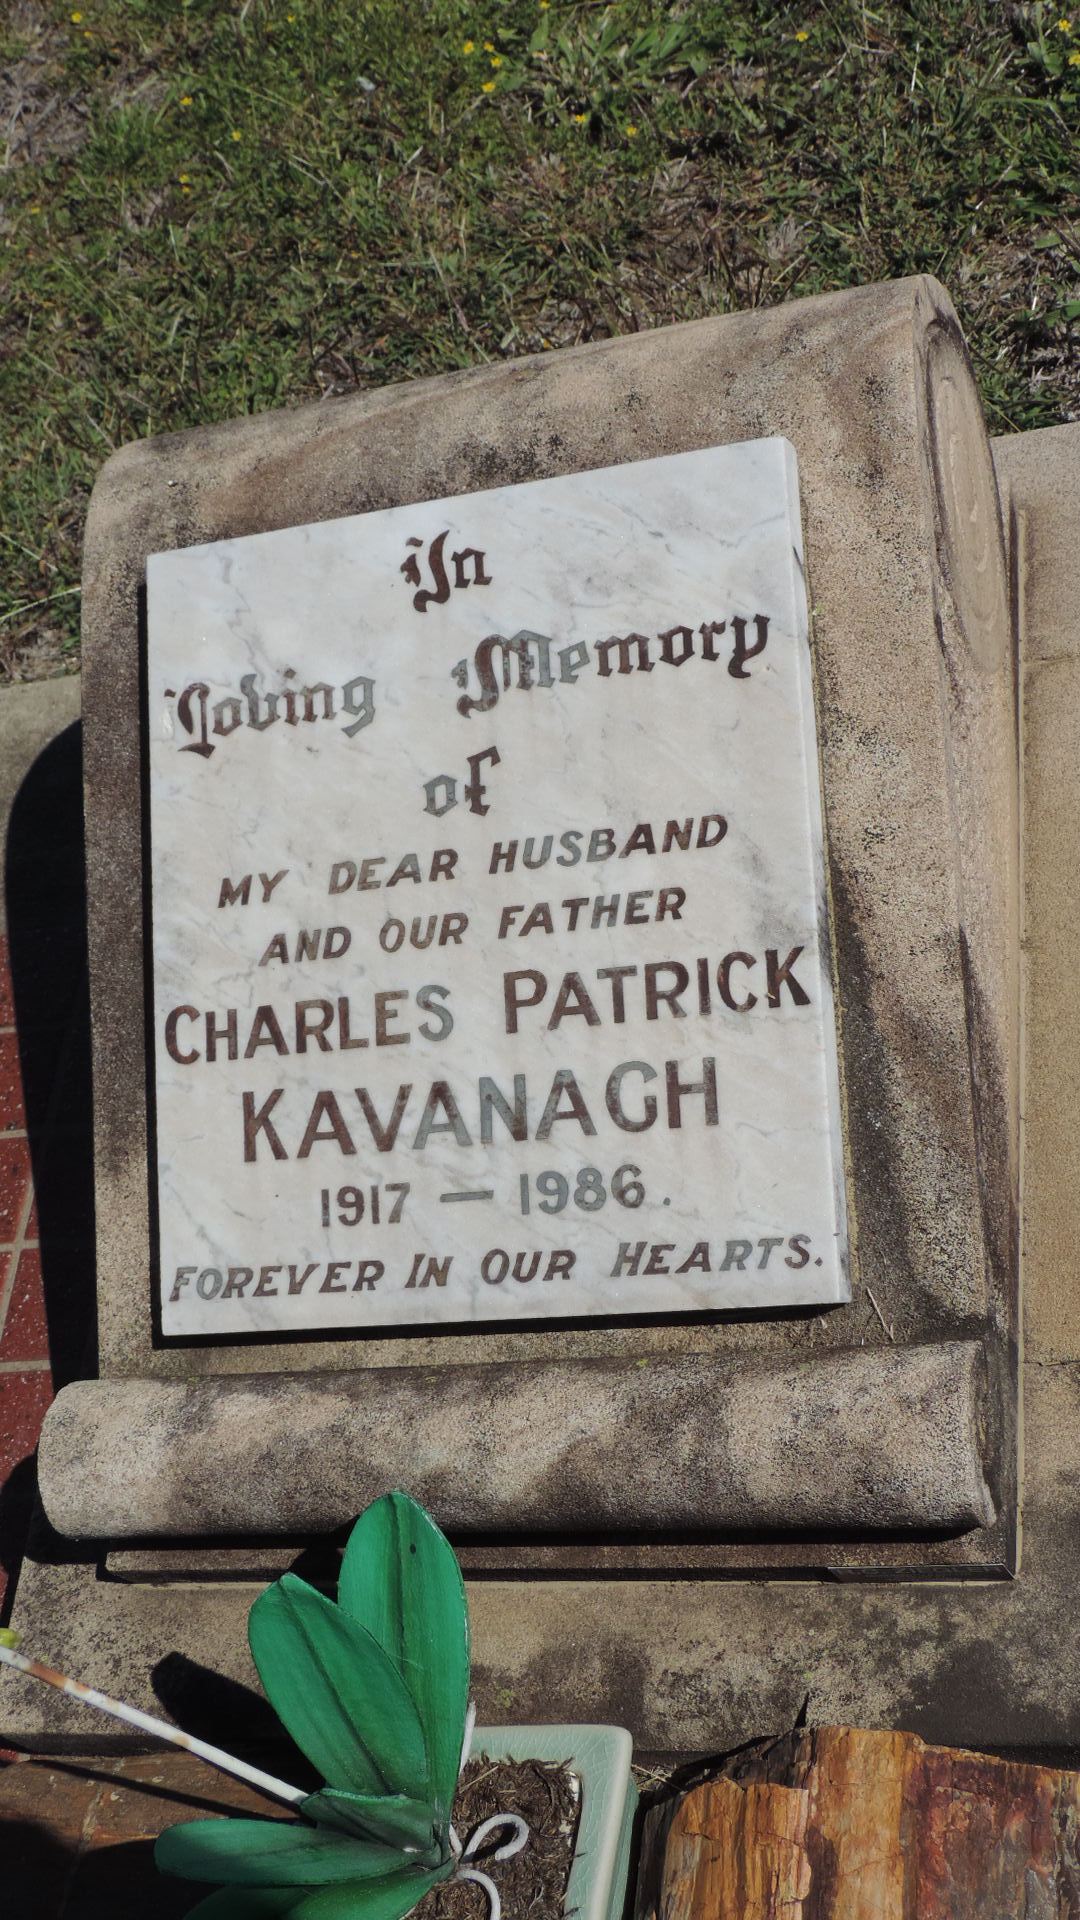 In
Loving Memory
of
MY DEAR HUSBAND
AND OUR FATHER
CHARLES PATRICK
KAVANAGH
1917 — 1986.
FOREVER IN OUR HEARTS.